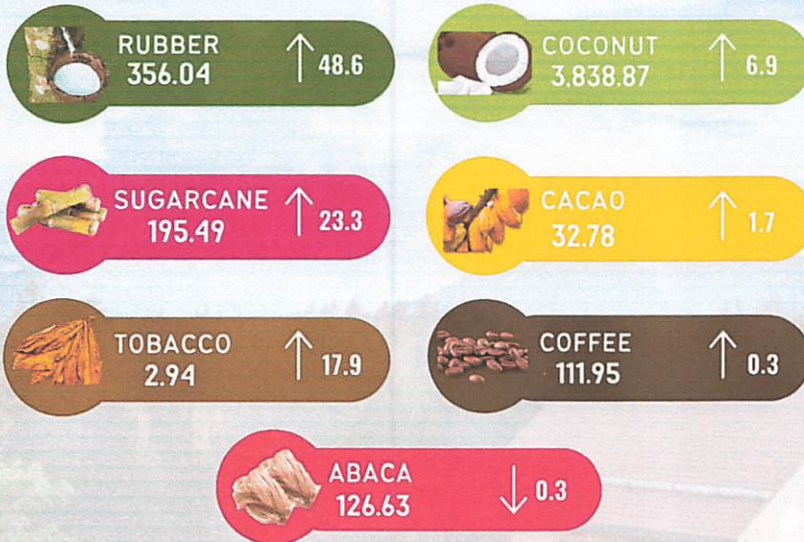 RUBBER
356.04
↑ 48.6
COCONUT
3,838.87
↑ 6.9
SUGARCANE
195.49
↑ 23.3
CACAO
32.78
↑ 1.7
TOBACCO
2.94
↑ 17.9
COFFEE
111.95
↑ 0.3
ABACA
126.63
↓ 0.3